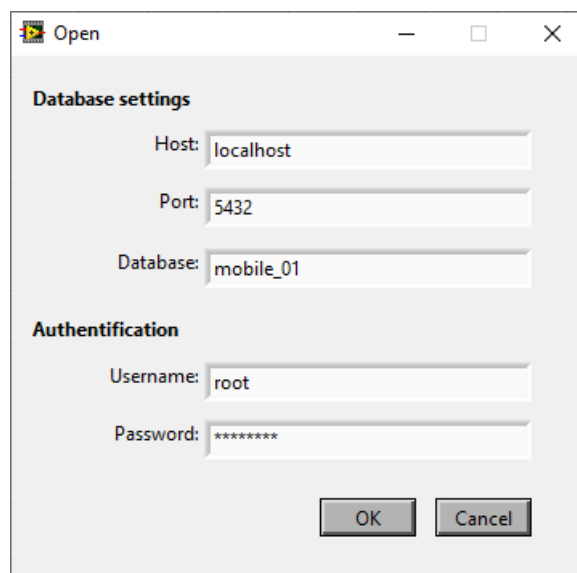 Open
Database settings
Host: localhost
Port: 5432
Database: mobile_01
Authentification
Username: root
Password: ********
OK Cancel